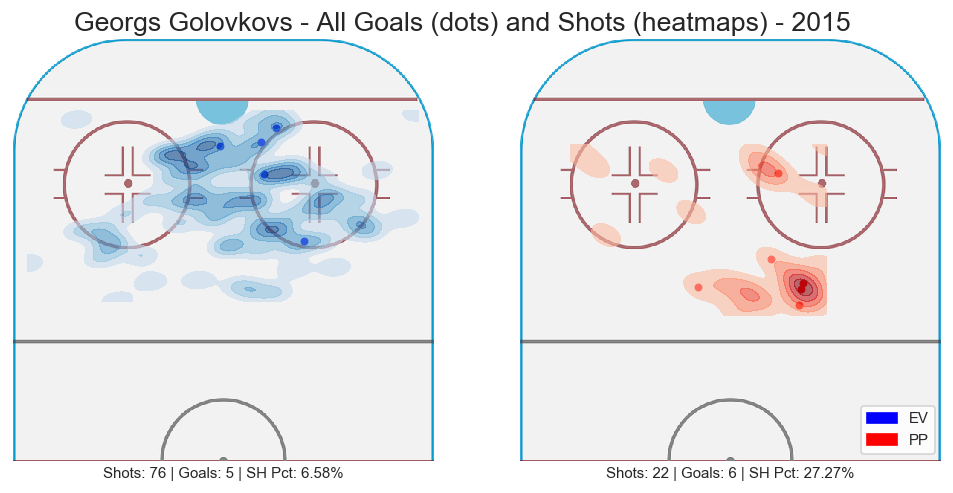 Georgs Golovkovs - All Goals (dots) and Shots (heatmaps) - 2015
EV
PP
Shots: 76 | Goals: 5 | SH Pct: 6.58%
Shots: 22 | Goals: 6 | SH Pct: 27.27%